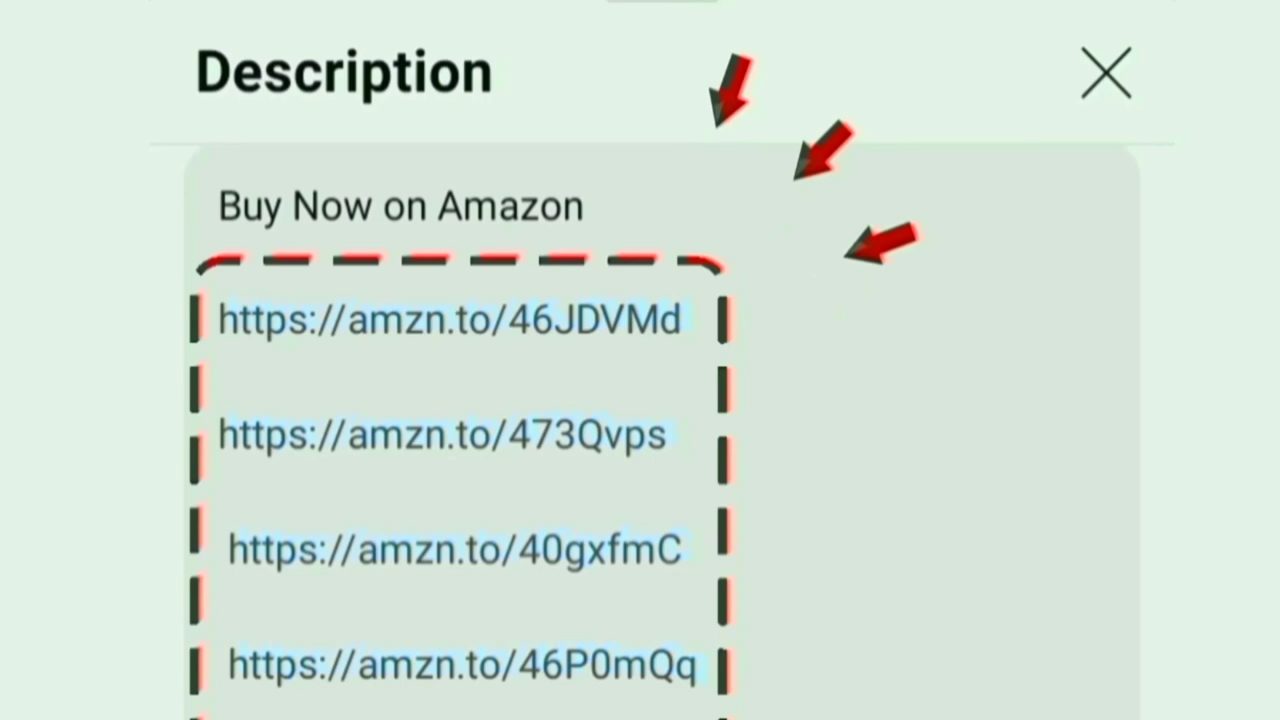 Description
Buy Now on Amazon
https://amzn.to/46JDVMd
https://amzn.to/473Qvps
https://amzn.to/40gxfmC
https://amzn.to/46P0mQq